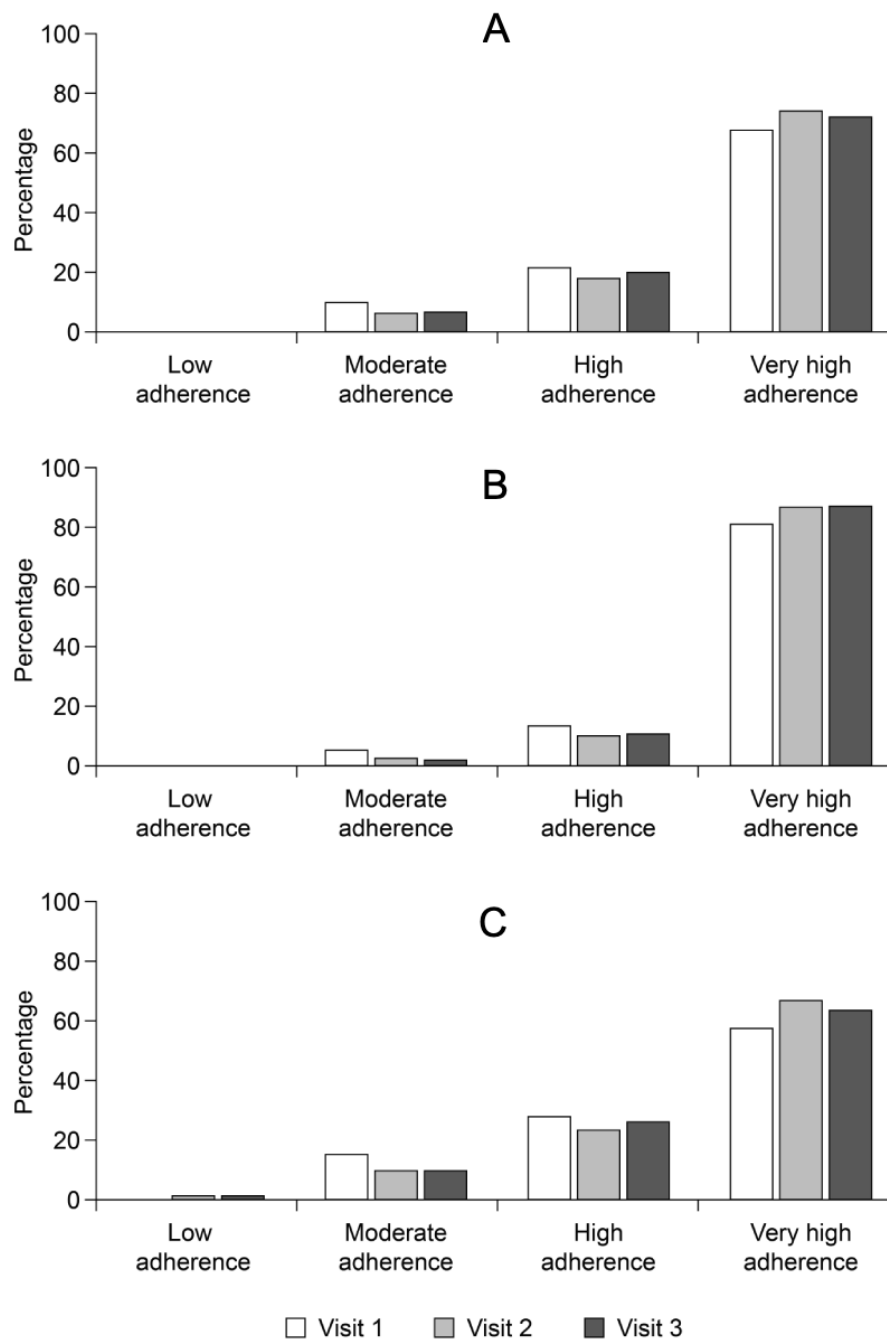 A
100
80
60
40
20
0
Percentage
Low
adherence
Moderate
adherence
High
adherence
Very high
adherence
B
100
80
60
40
20
0
Percentage
Low
adherence
Moderate
adherence
High
adherence
Very high
adherence
C
100
80
60
40
20
0
Percentage
Low
adherence
Moderate
adherence
High
adherence
Very high
adherence
Visit 1 Visit 2 Visit 3